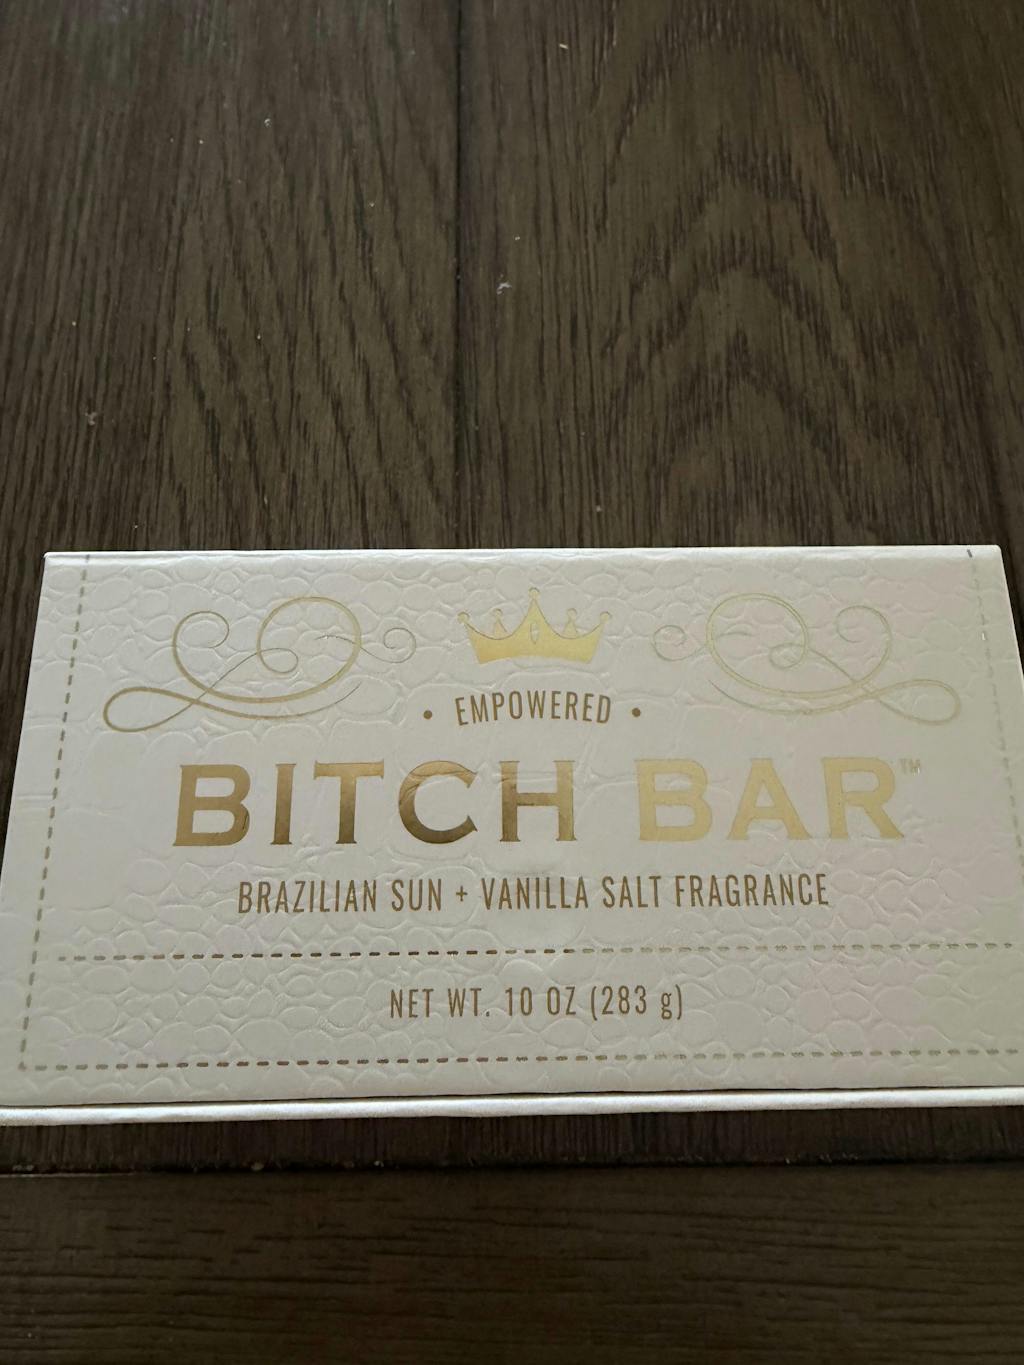 • EMPOWERED •
BITCH BAR™
BRAZILIAN SUN + VANILLA SALT FRAGRANCE
NET WT. 10 OZ (283 g)